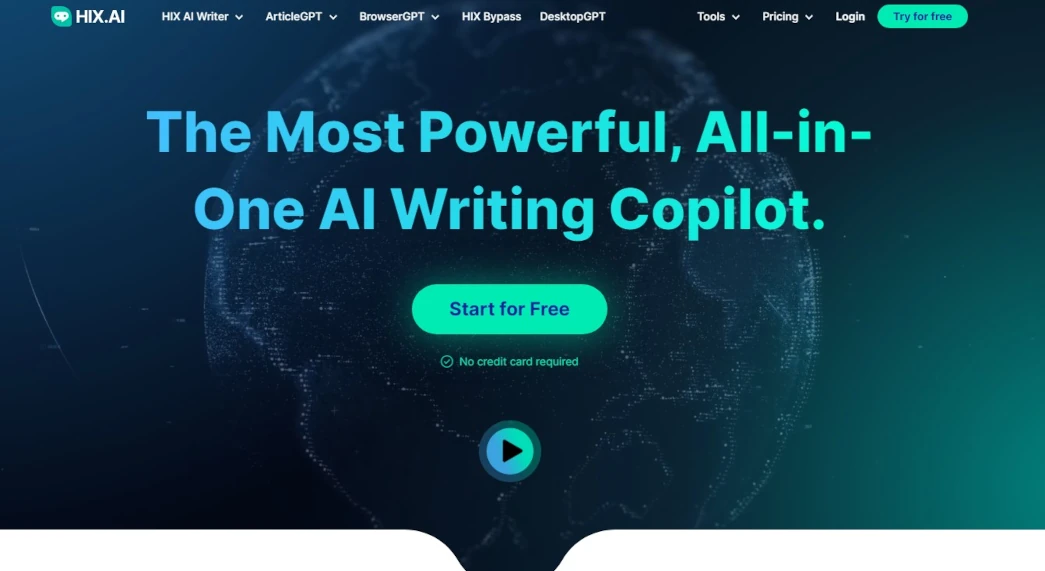 HIX.AI
HIX AI Writer
ArticleGPT
BrowserGPT
HIX Bypass
DesktopGPT
Tools
Pricing
Login
Try for free
The Most Powerful, All-in-
One AI Writing Copilot.
Start for Free
No credit card required